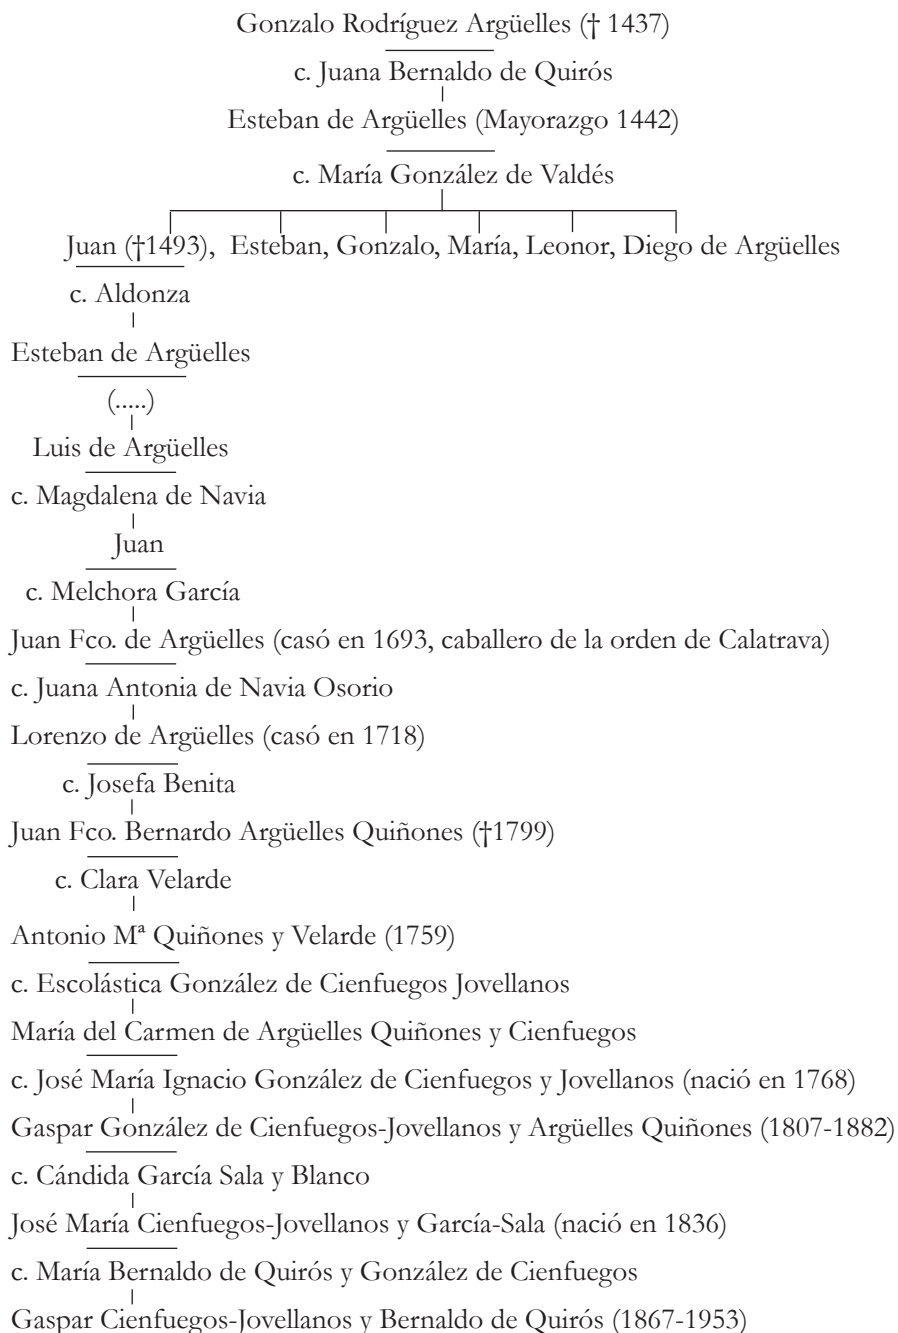 Gonzalo Rodríguez Argüelles († 1437)
c. Juana Bernaldo de Quirós
Esteban de Argüelles (Mayorazgo 1442)
c. María González de Valdés
Juan (†1493), Esteban, Gonzalo, María, Leonor, Diego de Argüelles
c. Aldonza
Esteban de Argüelles
(.....)
Luis de Argüelles
c. Magdalena de Navia
Juan
c. Melchora García
Juan Fco. de Argüelles (casó en 1693, caballero de la orden de Calatrava)
c. Juana Antonia de Navia Osorio
Lorenzo de Argüelles (casó en 1718)
c. Josefa Benita
Juan Fco. Bernardo Argüelles Quiñones (†1799)
c. Clara Velarde
Antonio Mª Quiñones y Velarde (1759)
c. Escolástica González de Cienfuegos Jovellanos
María del Carmen de Argüelles Quiñones y Cienfuegos
c. José María Ignacio González de Cienfuegos y Jovellanos (nació en 1768)
Gaspar González de Cienfuegos-Jovellanos y Argüelles Quiñones (1807-1882)
c. Cándida García Sala y Blanco
José María Cienfuegos-Jovellanos y García-Sala (nació en 1836)
c. María Bernaldo de Quirós y González de Cienfuegos
Gaspar Cienfuegos-Jovellanos y Bernaldo de Quirós (1867-1953)